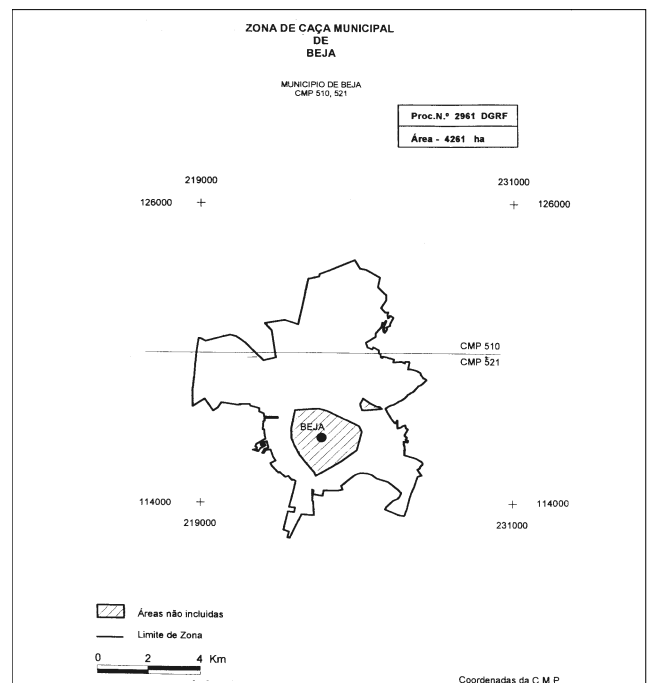 ZONA DE CAÇA MUNICIPAL
DE
BEJA
MUNICIPIO DE BEJA
CMP 510, 521
Proc.N.º 2961 DGRF
Área - 4261 ha
219000
231000
126000
126000
CMP 510
CMP 521
BEJA
114000
114000
219000
231000
Áreas não incluidas
Limite de Zona
0 2 4 Km
Coordenadas da C.M.P.